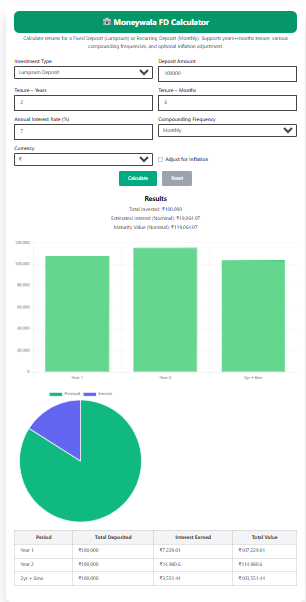 🏦 Moneywala FD Calculator
Calculate returns for a Fixed Deposit (Lumpsum) or Recurring Deposit (Monthly). Supports years+months tenure, various
compounding frequencies, and optional inflation adjustment.
Investment Type
Deposit Amount
Lumpsum Deposit
100000
Tenure – Years
Tenure – Months
2
6
Annual Interest Rate (%)
Compounding Frequency
7
Monthly
Currency
₹
Adjust for Inflation
Calculate
Reset
Results
Total Invested: ₹100,000
Estimated Interest (Nominal): ₹19,064.07
Maturity Value (Nominal): ₹119,064.07
120,000
100,000
80,000
60,000
40,000
20,000
0
Year 1
Year 2
2yr + 6mo
Principal
Interest
Period
Total Deposited
Interest Earned
Total Value
Year 1
₹100,000
₹7,229.01
₹107,229.01
Year 2
₹100,000
₹14,980.6
₹114,980.6
2yr + 6mo
₹100,000
₹3,551.44
₹103,551.44